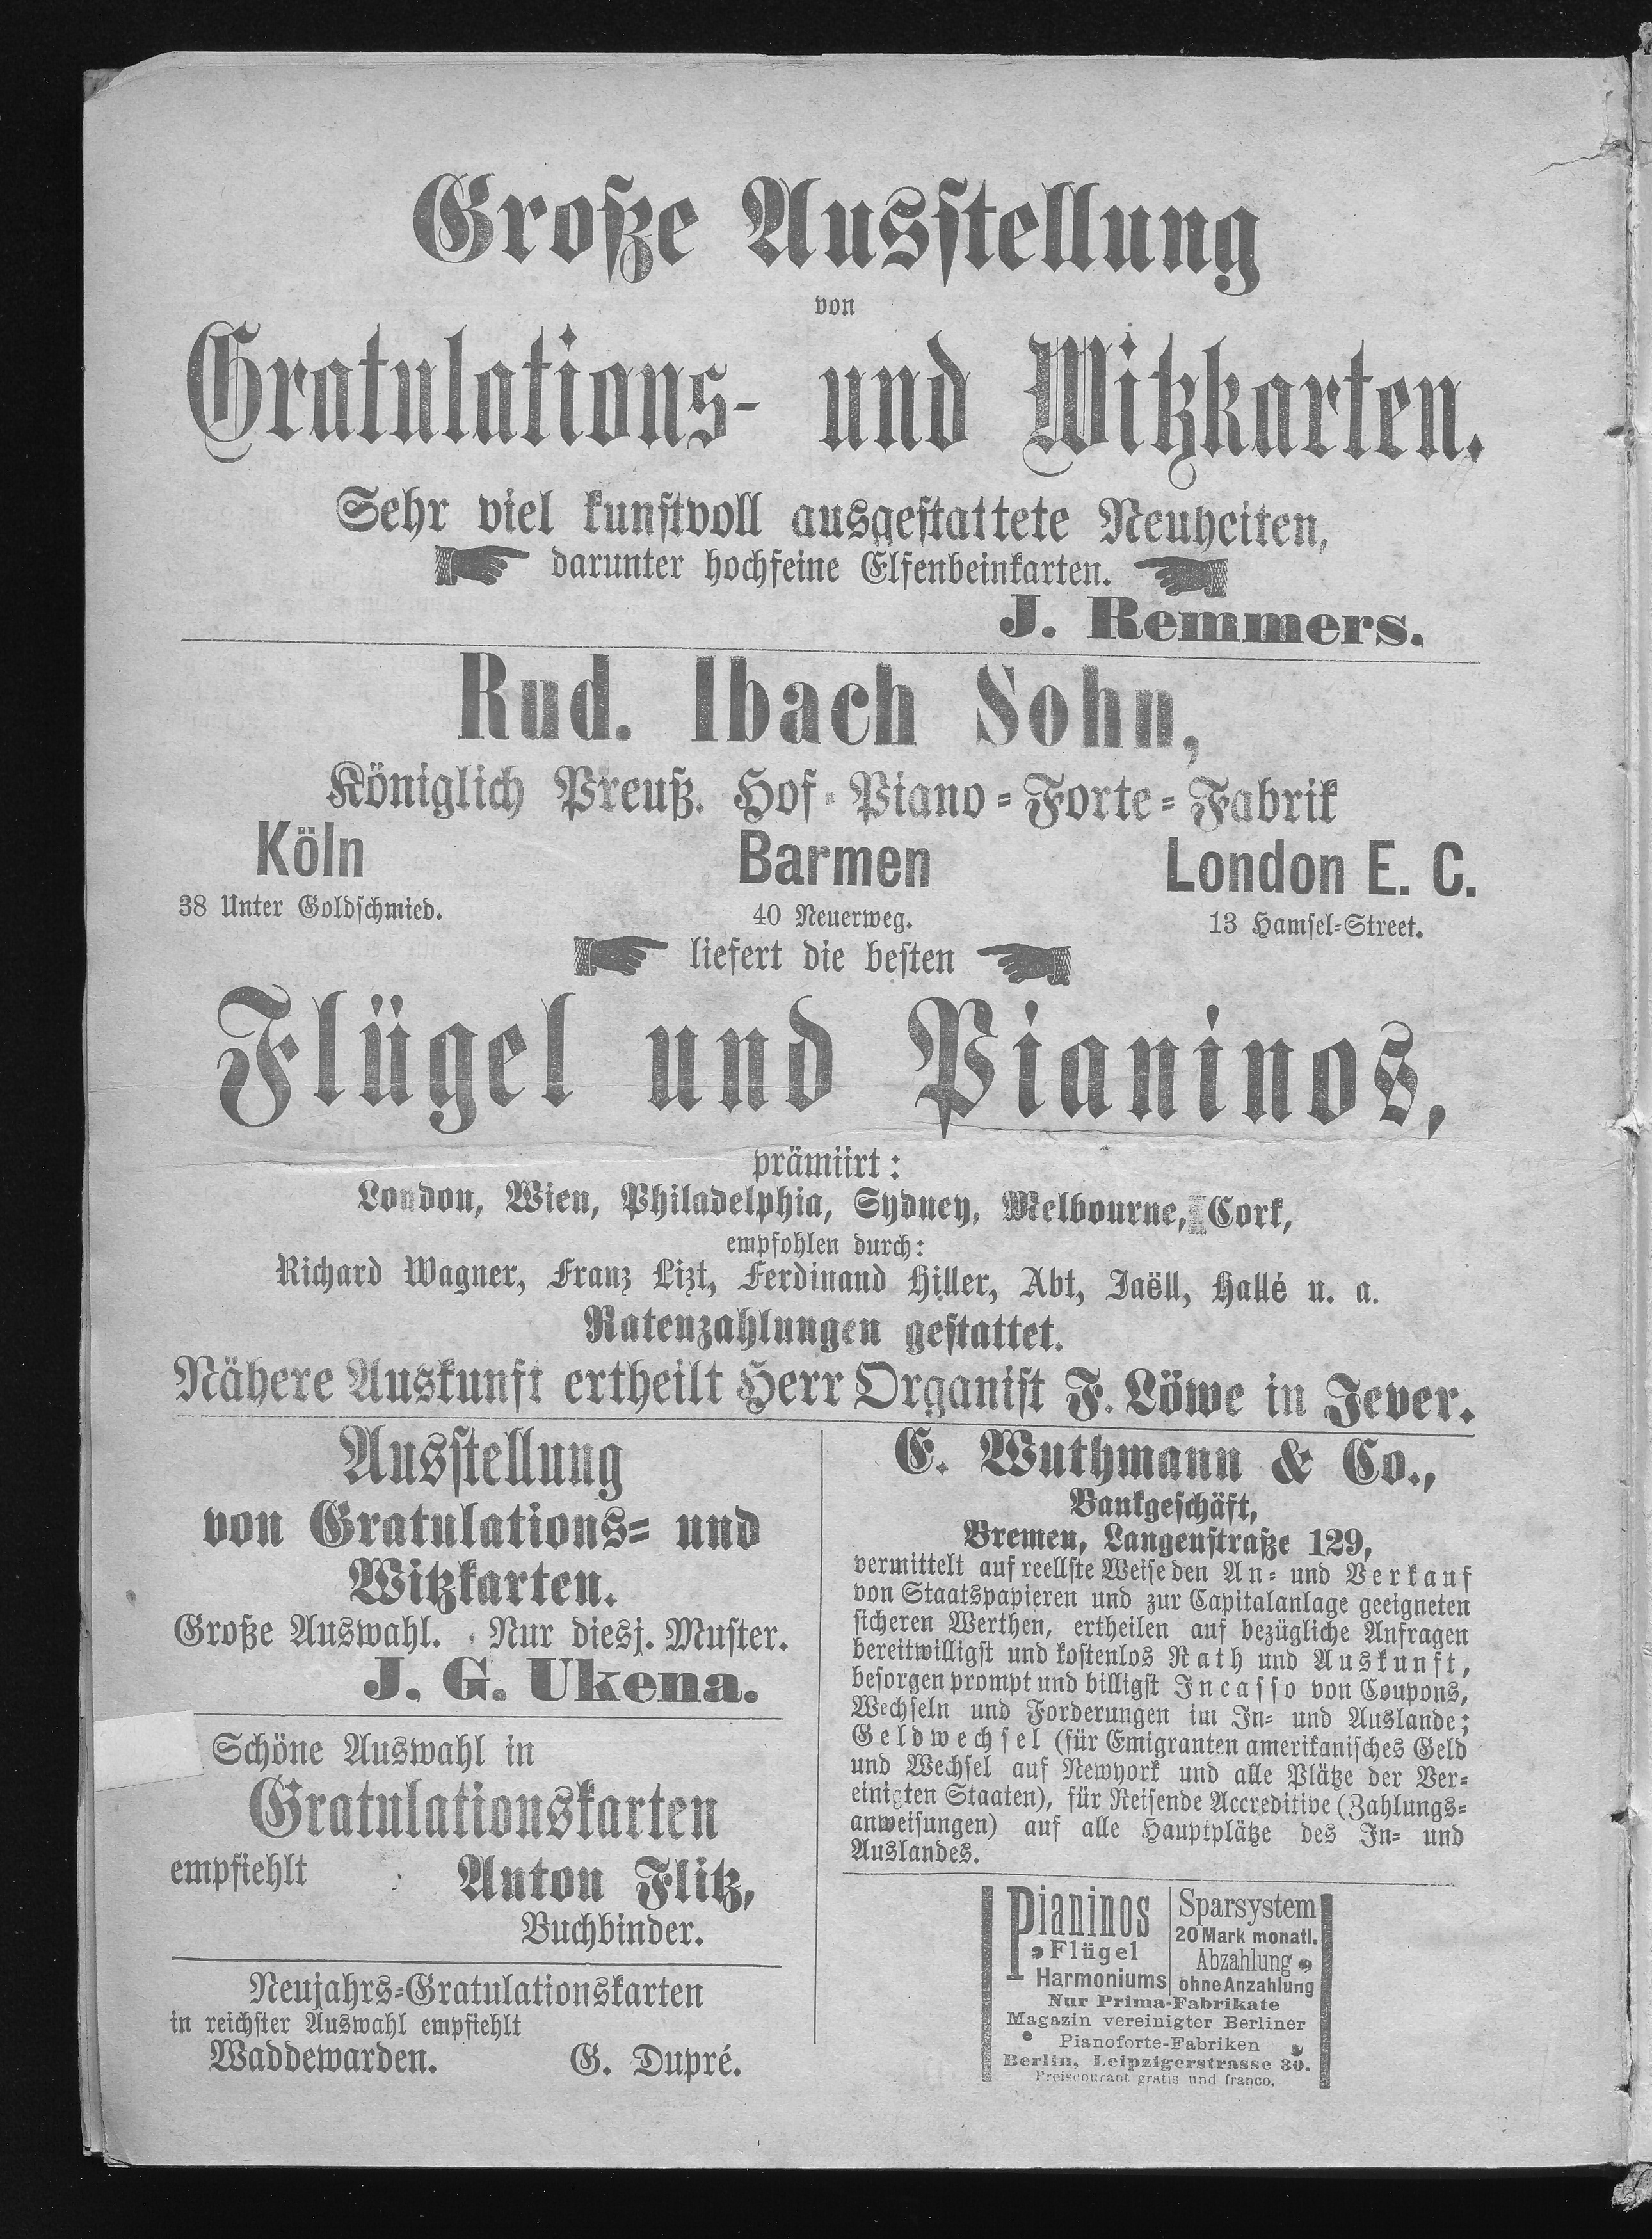 Große Ausstellung
von
Gratulations- und Witzkarten.
Sehr viel kunstvoll ausgestattete Neuheiten,
darunter hochfeine Elfenbeinkarten.
J. Remmers.
Rud. Ibach Sohn,
Königlich Preuß. Hof-Piano-Forte-Fabrik
Köln
38 Unter Goldschmied.
Barmen
40 Neuerweg.
London E. C.
13 Hamsel-Street.
liefert die besten
Flügel und Pianinos,
prämiirt:
London, Wien, Philadelphia, Sydney, Melbourne, Cork,
empfohlen durch:
Richard Wagner, Franz Lizt, Ferdinand Hiller, Abt, Jaëll, Hallé u. a.
Ratenzahlungen gestattet.
Nähere Auskunft ertheilt Herr Organist F. Löwe in Jever.
Ausstellung
von Gratulations- und
Witzkarten.
Große Auswahl. Nur diesj. Muster.
J. G. Ukena.
Schöne Auswahl in
Gratulationskarten
empfiehlt Anton Flitz,
Buchbinder.
Neujahrs-Gratulationskarten
in reichster Auswahl empfiehlt
Waddewarden. G. Dupré.
E. Wuthmann & Co.,
Bankgeschäft,
Bremen, Langenstraße 129,
vermittelt auf reellste Weise den An- und Verkauf
von Staatspapieren und zur Capitalanlage geeigneten
sicheren Werthen, ertheilen auf bezügliche Anfragen
bereitwilligst und kostenlos Rath und Auskunft,
besorgen prompt und billigst Incasso von Coupons,
Wechseln und Forderungen im In- und Auslande;
Geldwechsel (für Emigranten amerikanisches Geld
und Wechsel auf Newyork und alle Plätze der Ver-
einigten Staaten), für Reisende Accreditive (Zahlungs-
anweisungen) auf alle Hauptplätze des In- und
Auslandes.
Pianinos
Flügel
Harmoniums
Sparsystem
20 Mark monatl.
Abzahlung
ohne Anzahlung
Nur Prima-Fabrikate
Magazin vereinigter Berliner
Pianoforte-Fabriken
Berlin, Leipzigerstrasse 30.
Preiscourant gratis und franco.